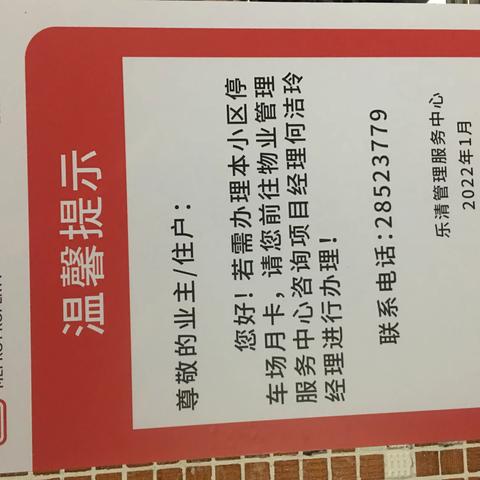 温馨提示
尊敬的业主/住户：
您好！若需办理本小区停
车场月卡，请您前往物业管理
服务中心咨询项目经理何洁玲
经理进行办理！
联系电话：28523779
乐清管理服务中心
2022年1月